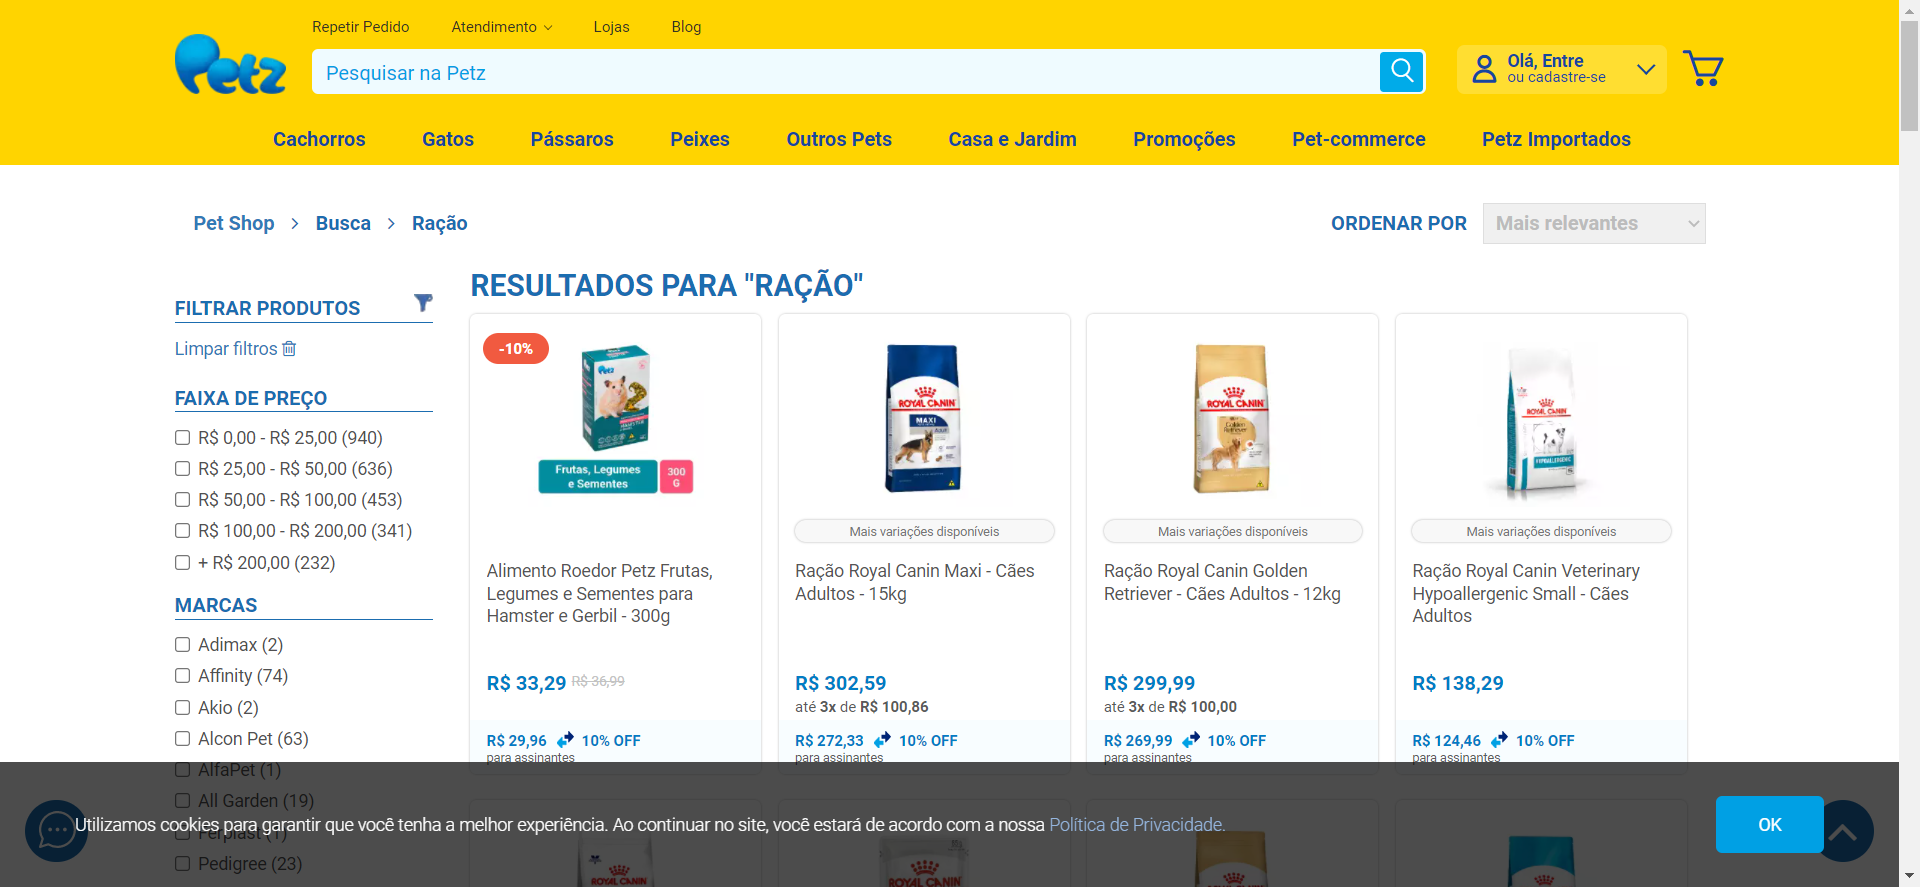 Repetir Pedido
Atendimento
Lojas
Blog
Petz
Pesquisar na Petz
Olá, Entre
ou cadastre-se
Cachorros
Gatos
Pássaros
Peixes
Outros Pets
Casa e Jardim
Promoções
Pet-commerce
Petz Importados
Pet Shop > Busca > Ração
ORDENAR POR
Mais relevantes
FILTRAR PRODUTOS
Limpar filtros
FAIXA DE PREÇO
R$ 0,00 - R$ 25,00 (940)
R$ 25,00 - R$ 50,00 (636)
R$ 50,00 - R$ 100,00 (453)
R$ 100,00 - R$ 200,00 (341)
+ R$ 200,00 (232)
MARCAS
Adimax (2)
Affinity (74)
Akio (2)
Alcon Pet (63)
AlfaPet (1)
All Garden (19)
Ferplast (1)
Pedigree (23)
RESULTADOS PARA "RAÇÃO"
-10%
Petz
HAMSTER
Frutas, Legumes
e Sementes
300
G
Alimento Roedor Petz Frutas,
Legumes e Sementes para
Hamster e Gerbil - 300g
R$ 33,29 R$ 36,99
R$ 29,96 10% OFF
para assinantes
ROYAL CANIN
MAXI
Adult
Mais variações disponíveis
Ração Royal Canin Maxi - Cães
Adultos - 15kg
R$ 302,59
até 3x de R$ 100,86
R$ 272,33 10% OFF
para assinantes
ROYAL CANIN
Golden
Retriever
Mais variações disponíveis
Ração Royal Canin Golden
Retriever - Cães Adultos - 12kg
R$ 299,99
até 3x de R$ 100,00
R$ 269,99 10% OFF
para assinantes
ROYAL CANIN
HYPOALLERGENIC
Mais variações disponíveis
Ração Royal Canin Veterinary
Hypoallergenic Small - Cães
Adultos
R$ 138,29
R$ 124,46 10% OFF
para assinantes
ROYAL CANIN
ROYAL CANIN
ROYAL CANIN
ROYAL CANIN
Utilizamos cookies para garantir que você tenha a melhor experiência. Ao continuar no site, você estará de acordo com a nossa Política de Privacidade.
OK